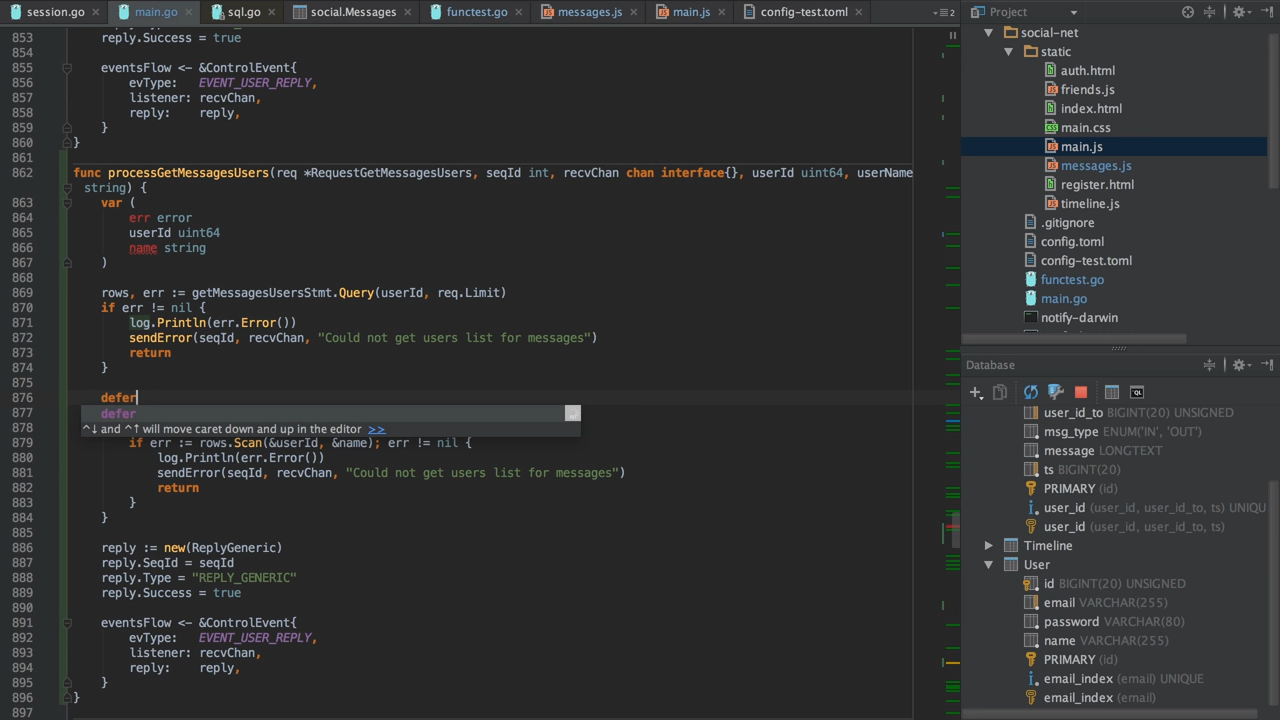 session.go
main.go
sql.go
social.Messages
functest.go
messages.js
main.js
config-test.toml
2
853 reply.Success = true
854
855 eventsFlow <- &ControlEvent{
856 evType: EVENT_USER_REPLY,
857 listener: recvChan,
858 reply: reply,
859 }
860 }
861
862 func processGetMessagesUsers(req *RequestGetMessagesUsers, seqId int, recvChan chan interface{}, userId uint64, userName
string) {
863 var (
864 err error
865 userId uint64
866 name string
867 )
868
869 rows, err := getMessagesUsersStmt.Query(userId, req.Limit)
870 if err != nil {
871 log.Println(err.Error())
872 sendError(seqId, recvChan, "Could not get users list for messages")
873 return
874 }
875
876 defer
877 defer
878 ^↓ and ^↑ will move caret down and up in the editor >>
879 if err := rows.Scan(&userId, &name); err != nil {
880 log.Println(err.Error())
881 sendError(seqId, recvChan, "Could not get users list for messages")
882 return
883 }
884 }
885
886 reply := new(ReplyGeneric)
887 reply.SeqId = seqId
888 reply.Type = "REPLY_GENERIC"
889 reply.Success = true
890
891 eventsFlow <- &ControlEvent{
892 evType: EVENT_USER_REPLY,
893 listener: recvChan,
894 reply: reply,
895 }
896 }
897
Project
social-net
static
auth.html
friends.js
index.html
main.css
main.js
messages.js
register.html
timeline.js
.gitignore
config.toml
config-test.toml
functest.go
main.go
notify-darwin
Database
QL
user_id_to BIGINT(20) UNSIGNED
msg_type ENUM('IN', 'OUT')
message LONGTEXT
ts BIGINT(20)
PRIMARY (id)
user_id (user_id, user_id_to, ts) UNIQU
user_id (user_id, user_id_to, ts)
Timeline
User
id BIGINT(20) UNSIGNED
email VARCHAR(255)
password VARCHAR(80)
name VARCHAR(255)
PRIMARY (id)
email_index (email) UNIQUE
email_index (email)